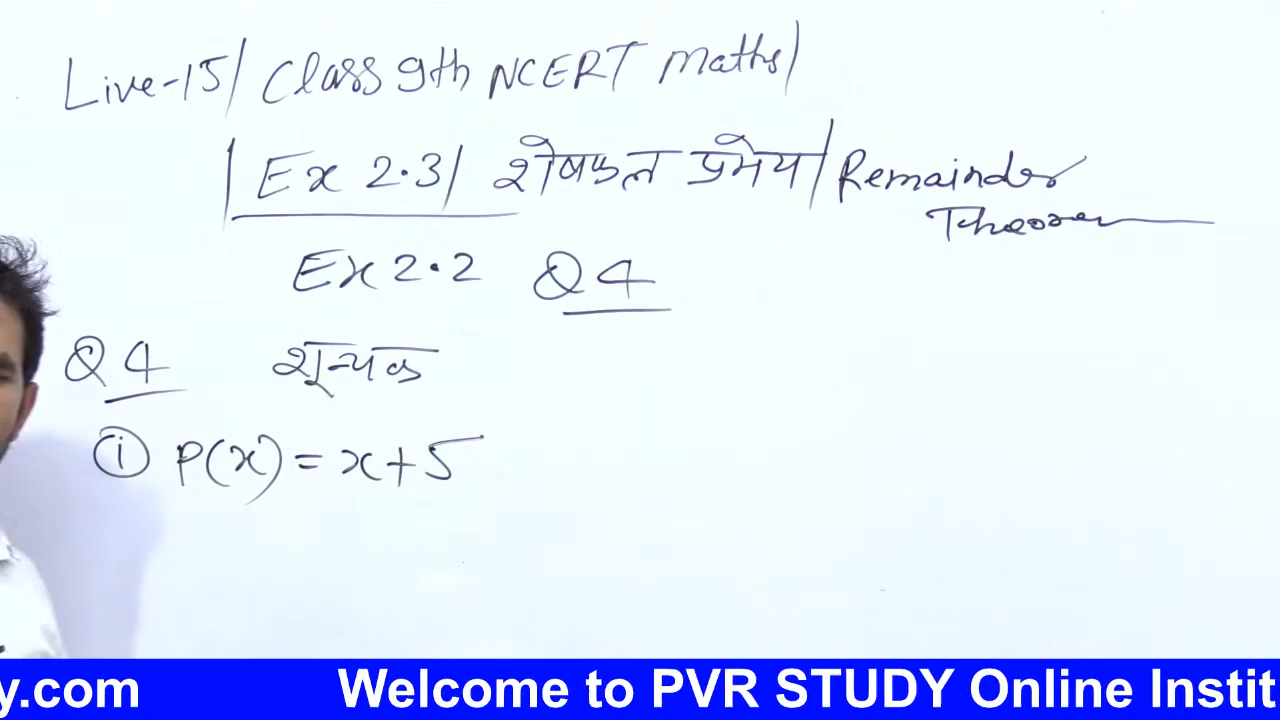 Live-15/ Class 9th NCERT Maths/
| Ex 2.3/ शेषफल प्रमेय/ Remainder
Theorem
Ex 2.2 Q4
Q4 शून्यक
(i) P(x) = x+5
y.com Welcome to PVR STUDY Online Instit